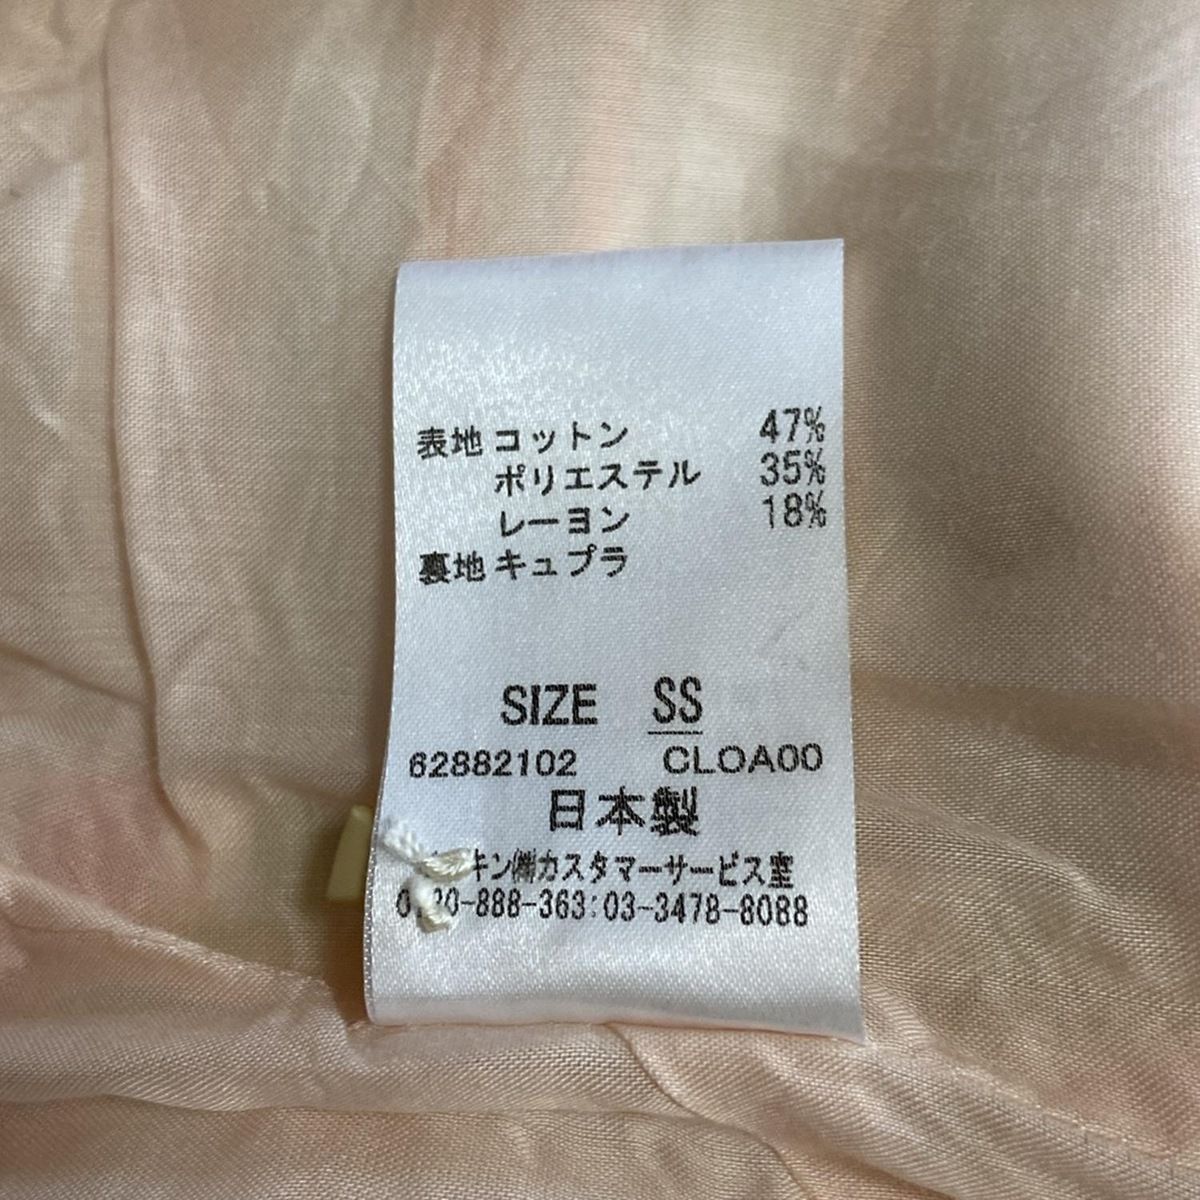 表地 コットン 47%
ポリエステル 35%
レーヨン 18%
裏地 キュプラ
SIZE SS
62882102 CLOA00
日本製
キン㈱カスタマーサービス室
888-363:03-3478-8088